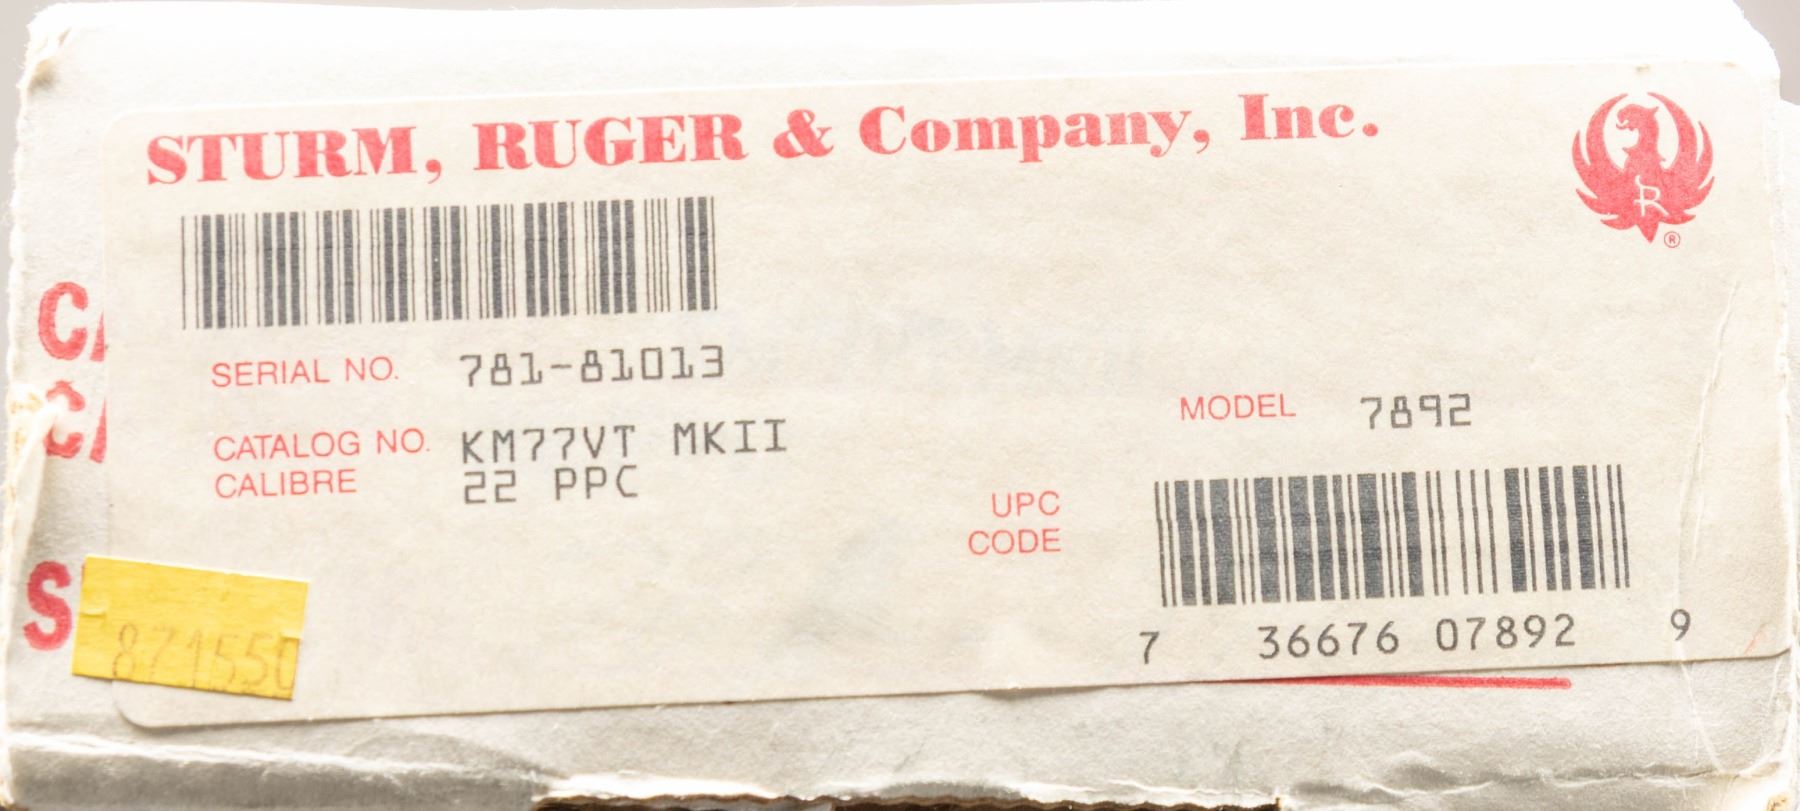 STURM, RUGER & Company, Inc.
R
®
SERIAL NO. 781-81013
CATALOG NO. KM77VT MKII
CALIBRE 22 PPC
MODEL 7892
UPC
CODE
7 36676 07892 9
871550